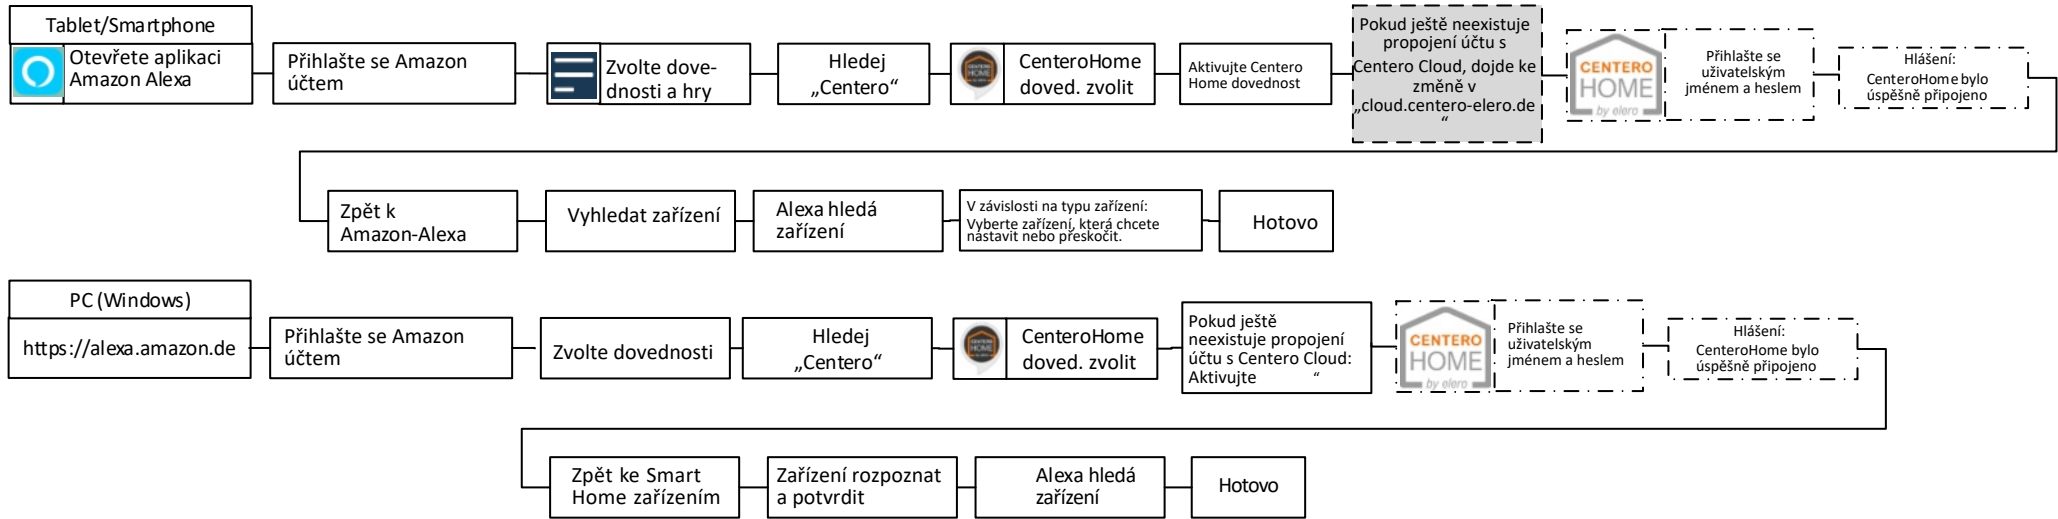 Tablet/Smartphone
Otevřete aplikaci
Amazon Alexa
Přihlašte se Amazon
účtem
Zvolte dove-
dnosti a hry
Hledej
„Centero“
CenteroHome
doved. zvolit
Aktivujte Centero
Home dovednost
Pokud ještě neexistuje
propojení účtu s
Centero Cloud, dojde ke
změně v
„cloud.centero-elero.de
“
CENTERO
HOME
by elero
Přihlašte se
uživatelským
jménem a heslem
Hlášení:
CenteroHome bylo
úspěšně připojeno
Zpět k
Amazon-Alexa
Vyhledat zařízení
Alexa hledá
zařízení
V závislosti na typu zařízení:
Vyberte zařízení, která chcete
nastavit nebo přeskočit.
Hotovo
PC (Windows)
https://alexa.amazon.de
Přihlašte se Amazon
účtem
Zvolte dovednosti
Hledej
„Centero“
CenteroHome
doved. zvolit
Pokud ještě
neexistuje propojení
účtu s Centero Cloud:
Aktivujte “
CENTERO
HOME
by elero
Přihlašte se
uživatelským
jménem a heslem
Hlášení:
CenteroHome bylo
úspěšně připojeno
Zpět ke Smart
Home zařízením
Zařízení rozpoznat
a potvrdit
Alexa hledá
zařízení
Hotovo